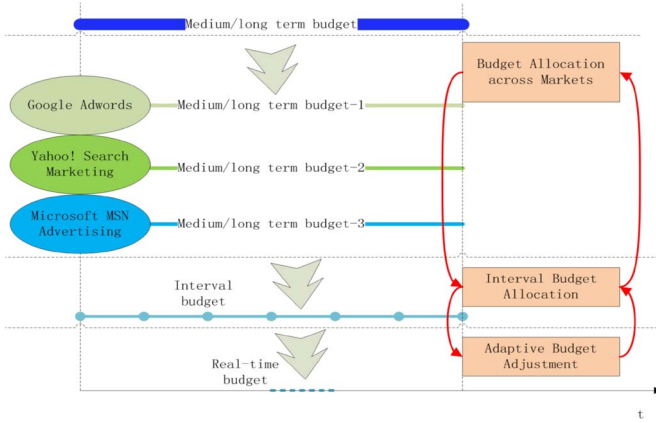 Medium/long term budget
Budget Allocation
across Markets
Google Adwords
Medium/long term budget-1
Yahoo! Search
Marketing
Medium/long term budget-2
Microsoft MSN
Advertising
Medium/long term budget-3
Interval
budget
Interval Budget
Allocation
Real-time
budget
Adaptive Budget
Adjustment
t